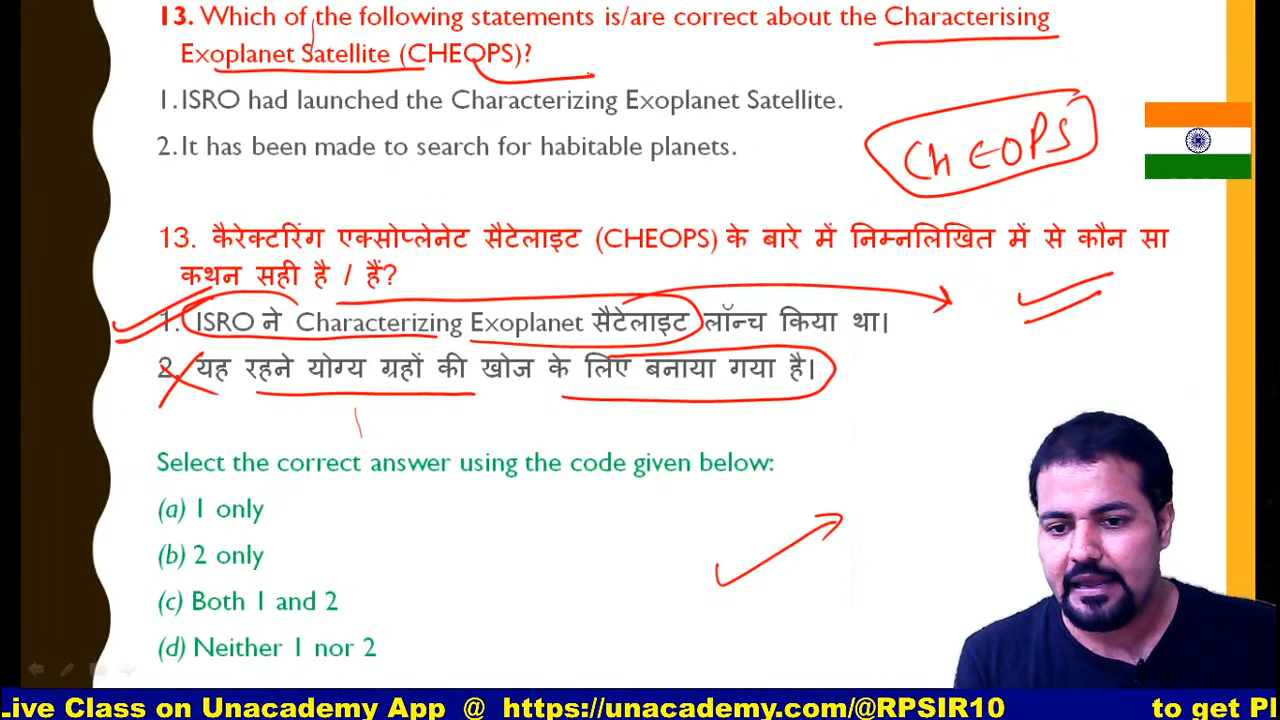 13. Which of the following statements is/are correct about the Characterising
Exoplanet Satellite (CHEOPS)?
1. ISRO had launched the Characterizing Exoplanet Satellite.
2. It has been made to search for habitable planets.
ChEOPS
13. कैरेक्टरिंग एक्सोप्लेनेट सैटेलाइट (CHEOPS) के बारे में निम्नलिखित में से कौन सा
कथन सही है / हैं?
1. ISRO ने Characterizing Exoplanet सैटेलाइट लॉन्च किया था।
2. यह रहने योग्य ग्रहों की खोज के लिए बनाया गया है।
Select the correct answer using the code given below:
(a) 1 only
(b) 2 only
(c) Both 1 and 2
(d) Neither 1 nor 2
Live Class on Unacademy App @ https://unacademy.com/@RPSIR10 to get